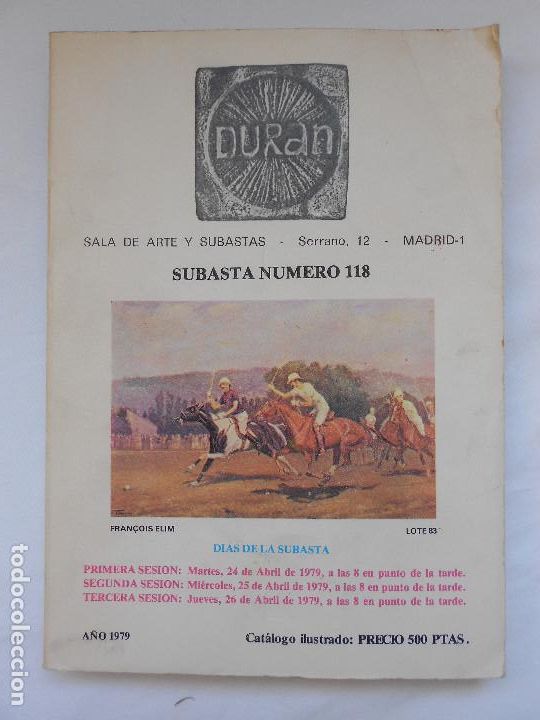 DURan
SALA DE ARTE Y SUBASTAS - Serrano, 12 - MADRID-1
SUBASTA NUMERO 118
FRANÇOIS ELIM LOTE 83
DIAS DE LA SUBASTA
PRIMERA SESION: Martes, 24 de Abril de 1979, a las 8 en punto de la tarde.
SEGUNDA SESION: Miércoles, 25 de Abril de 1979, a las 8 en punto de la tarde.
TERCERA SESION: Jueves, 26 de Abril de 1979, a las 8 en punto de la tarde.
AÑO 1979 Catálogo ilustrado: PRECIO 500 PTAS.
todocoleccion.net